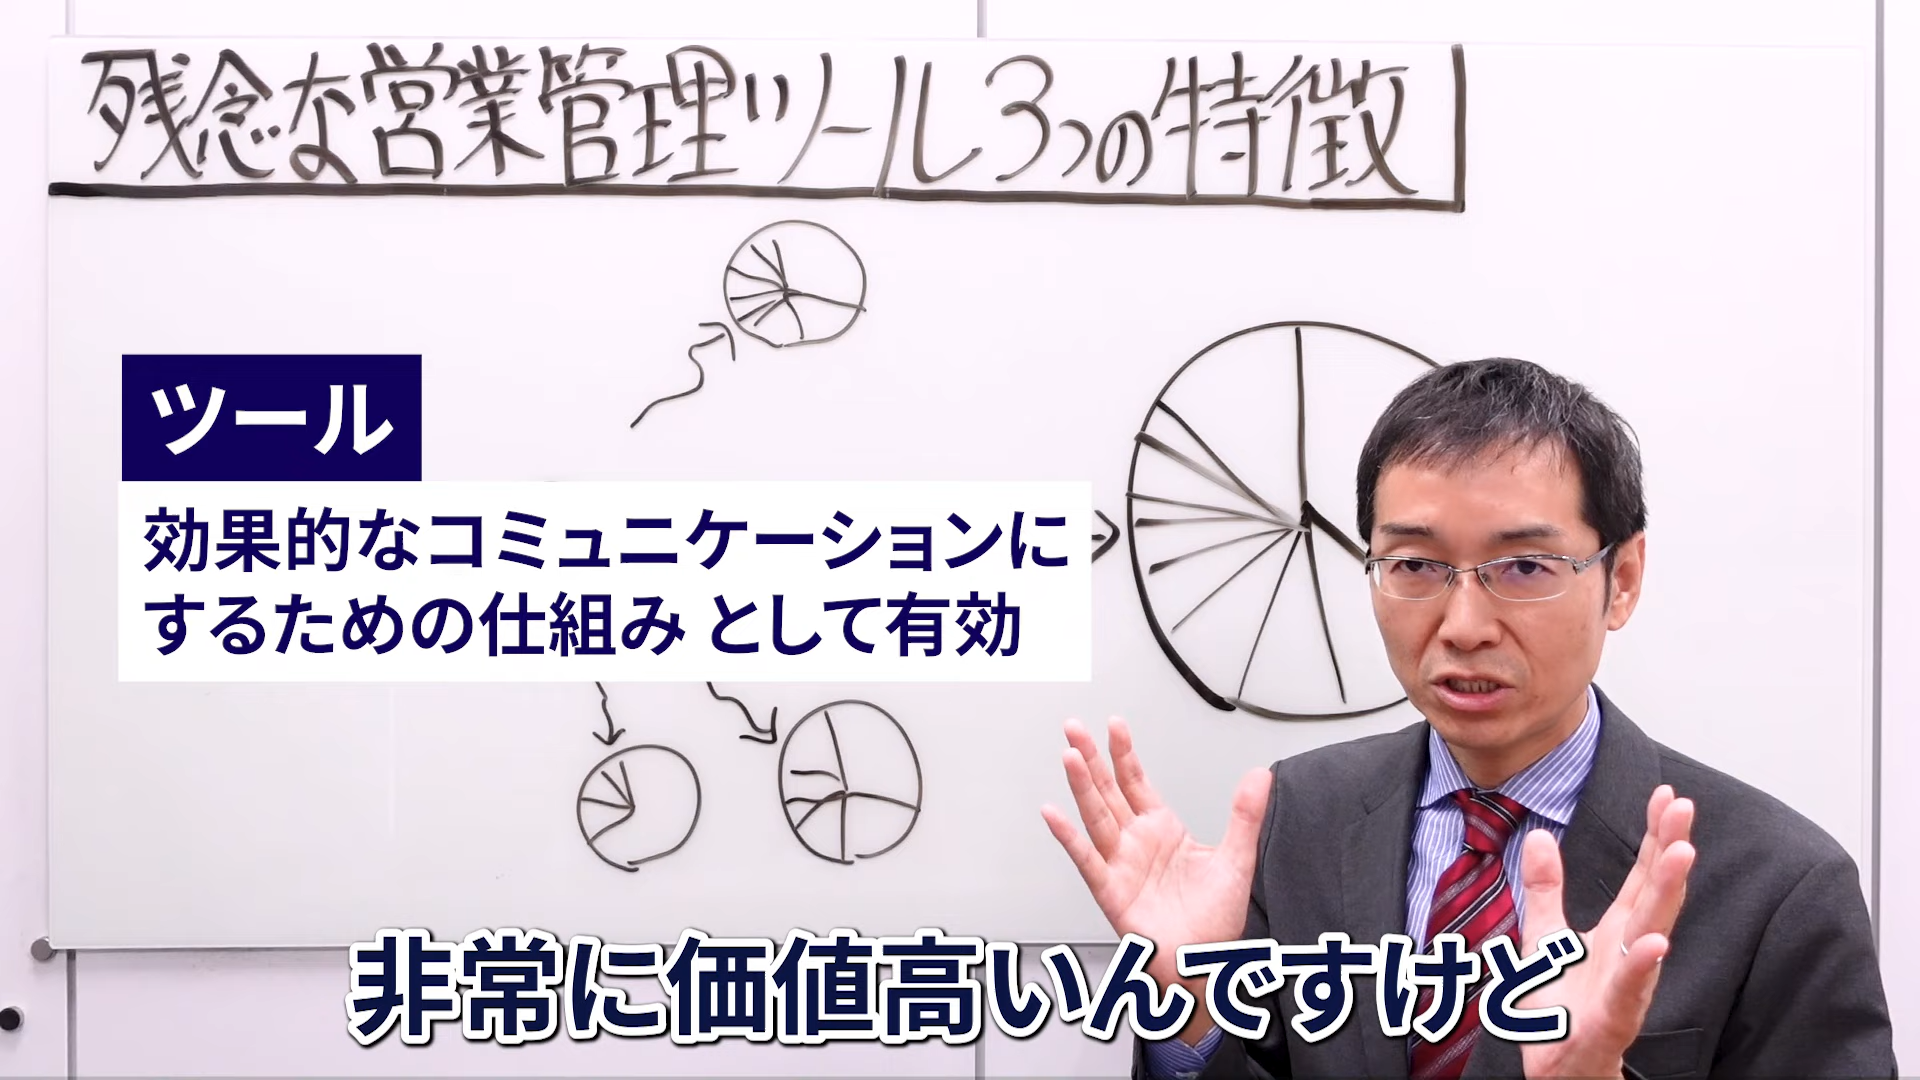 残念な営業管理ツール3つの特徴
ツール
効果的なコミュニケーションに
するための仕組み として有効
非常に価値高いんですけど